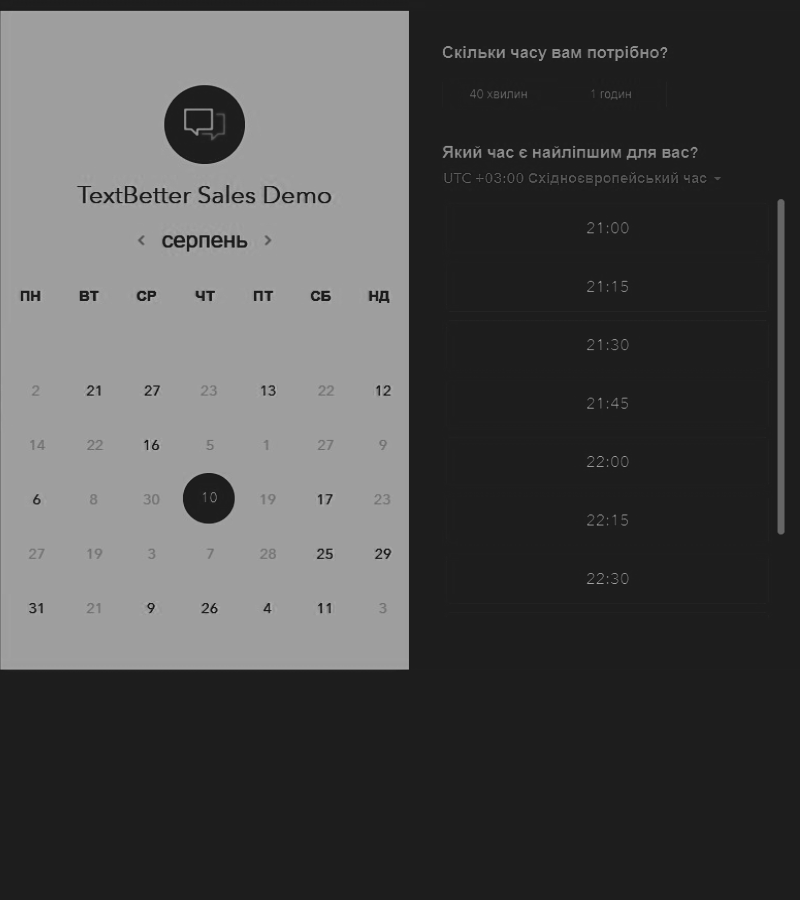 TextBetter Sales Demo
серпень
ПН ВТ СР ЧТ ПТ СБ НД
2 21 27 23 13 22 12
14 22 16 5 1 27 9
6 8 30 10 19 17 23
27 19 3 7 28 25 29
31 21 9 26 4 11 3
Скільки часу вам потрібно?
40 хвилин 1 годин
Який час є найліпшим для вас?
UTC +03:00 Східноєвропейський час
21:00
21:15
21:30
21:45
22:00
22:15
22:30